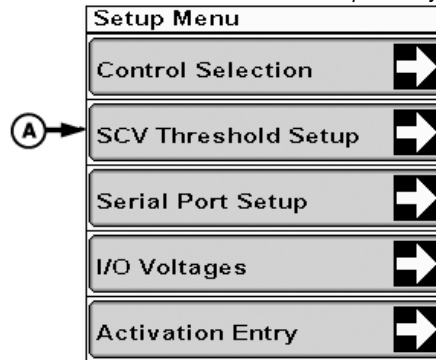 Setup Menu
Control Selection
A
SCV Threshold Setup
Serial Port Setup
I/O Voltages
Activation Entry